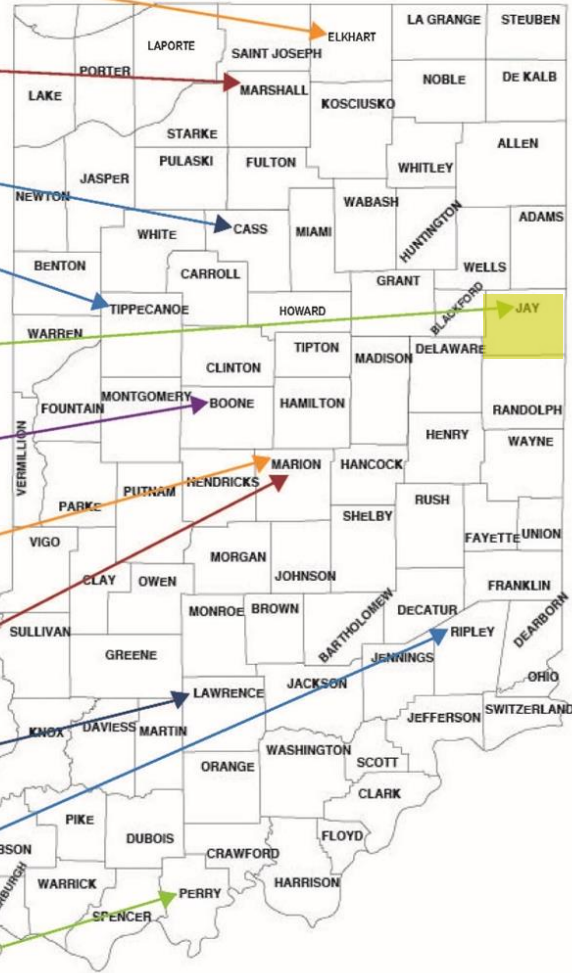 LA GRANGE
STEUBEN
ELKHART
LAPORTE
SAINT JOSEPH
PORTER
NOBLE
DE KALB
LAKE
MARSHALL
KOSCIUSKO
STARKE
ALLEN
PULASKI
FULTON
WHITLEY
JASPER
NEWTON
WABASH
HUNTINGTON
ADAMS
WHITE
CASS
MIAMI
BENTON
CARROLL
WELLS
GRANT
BLACKFORD
JAY
TIPPECANOE
HOWARD
WARREN
TIPTON
DELAWARE
MADISON
CLINTON
MONTGOMERY
BOONE
HAMILTON
FOUNTAIN
RANDOLPH
VERMILLION
HENRY
WAYNE
MARION
HANCOCK
HENDRICKS
PUTNAM
PARKE
RUSH
SHELBY
FAYETTE
UNION
VIGO
MORGAN
JOHNSON
CLAY
OWEN
FRANKLIN
MONROE
BROWN
BARTHOLOMEW
DECATUR
DEARBORN
SULLIVAN
RIPLEY
GREENE
JENNINGS
OHIO
LAWRENCE
JACKSON
SWITZERLAND
JEFFERSON
KNOX
DAVIESS
MARTIN
WASHINGTON
SCOTT
ORANGE
CLARK
PIKE
DUBOIS
FLOYD
BSON
CRAWFORD
RBURGH
WARRICK
HARRISON
PERRY
SPENCER